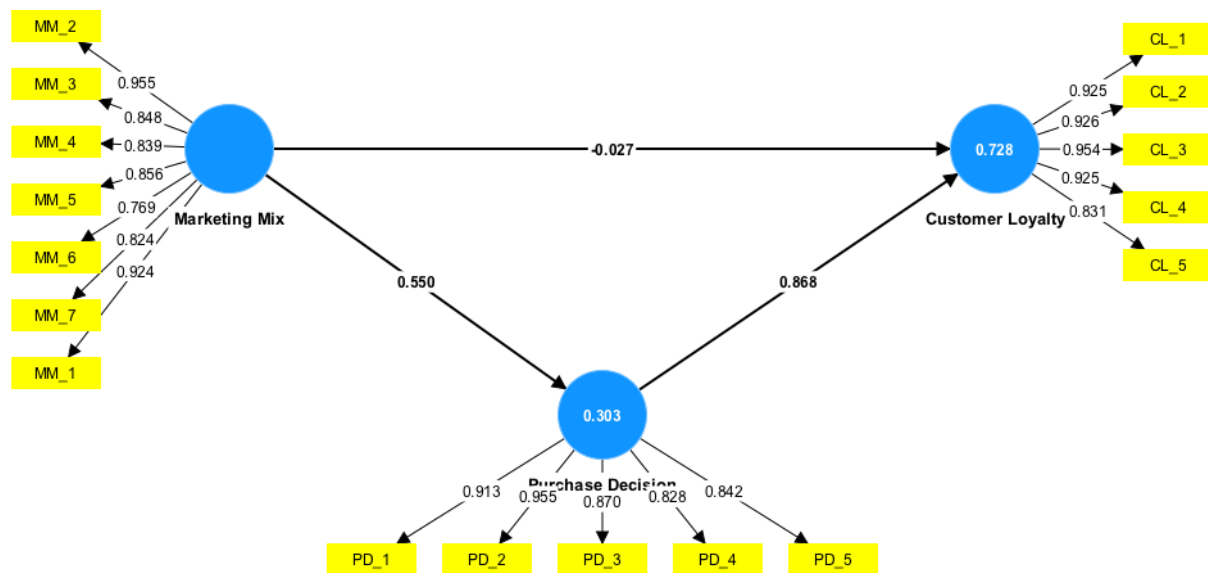 MM_2
MM_3
MM_4
MM_5
MM_6
MM_7
MM_1
0.955
0.848
0.839
0.856
0.769
0.824
0.924
Marketing Mix
-0.027
0.550
0.868
0.728
Customer Loyalty
0.925
0.926
0.954
0.925
0.831
CL_1
CL_2
CL_3
CL_4
CL_5
0.303
Purchase Decision
0.913
0.955
0.870
0.828
0.842
PD_1
PD_2
PD_3
PD_4
PD_5